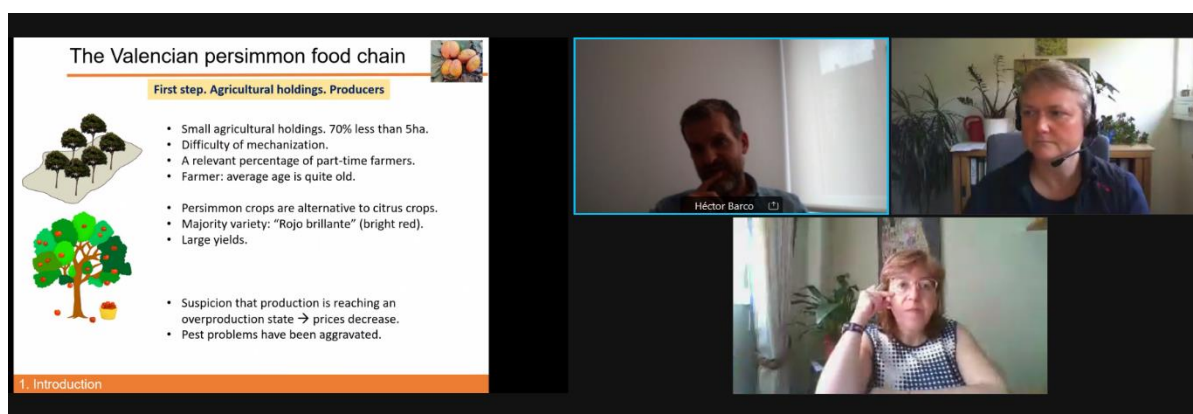 The Valencian persimmon food chain
First step. Agricultural holdings. Producers
• Small agricultural holdings. 70% less than 5ha.
• Difficulty of mechanization.
• A relevant percentage of part-time farmers.
• Farmer: average age is quite old.
• Persimmon crops are alternative to citrus crops.
• Majority variety: “Rojo brillante” (bright red).
• Large yields.
• Suspicion that production is reaching an
overproduction state → prices decrease.
• Pest problems have been aggravated.
1. Introduction
Héctor Barco